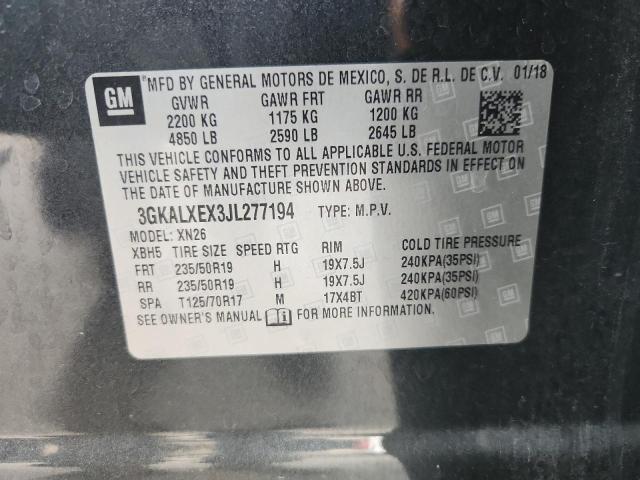 GM
MFD BY GENERAL MOTORS DE MEXICO, S. DE R.L. DE C.V. 01/18
GVWR GAWR FRT GAWR RR
2200 KG 1175 KG 1200 KG
4850 LB 2590 LB 2645 LB
THIS VEHICLE CONFORMS TO ALL APPLICABLE U.S. FEDERAL MOTOR
VEHICLE SAFETY AND THEFT PREVENTION STANDARDS IN EFFECT ON
THE DATE OF MANUFACTURE SHOWN ABOVE.
3GKALXEX3JL277194 TYPE: M.P.V.
MODEL: XN26
XBH5 TIRE SIZE SPEED RTG RIM COLD TIRE PRESSURE
FRT 235/50R19 H 19X7.5J 240KPA(35PSI)
RR 235/50R19 H 19X7.5J 240KPA(35PSI)
SPA T125/70R17 M 17X4BT 420KPA(60PSI)
SEE OWNER'S MANUAL FOR MORE INFORMATION.